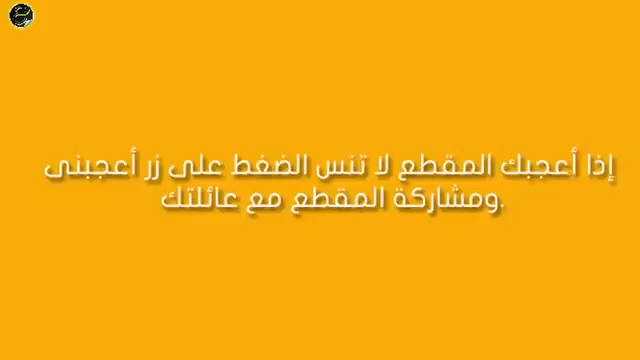 إذا أعجبك المقطع لا تنس الضغط على زر أعجبنى
ومشاركة المقطع مع عائلتك.